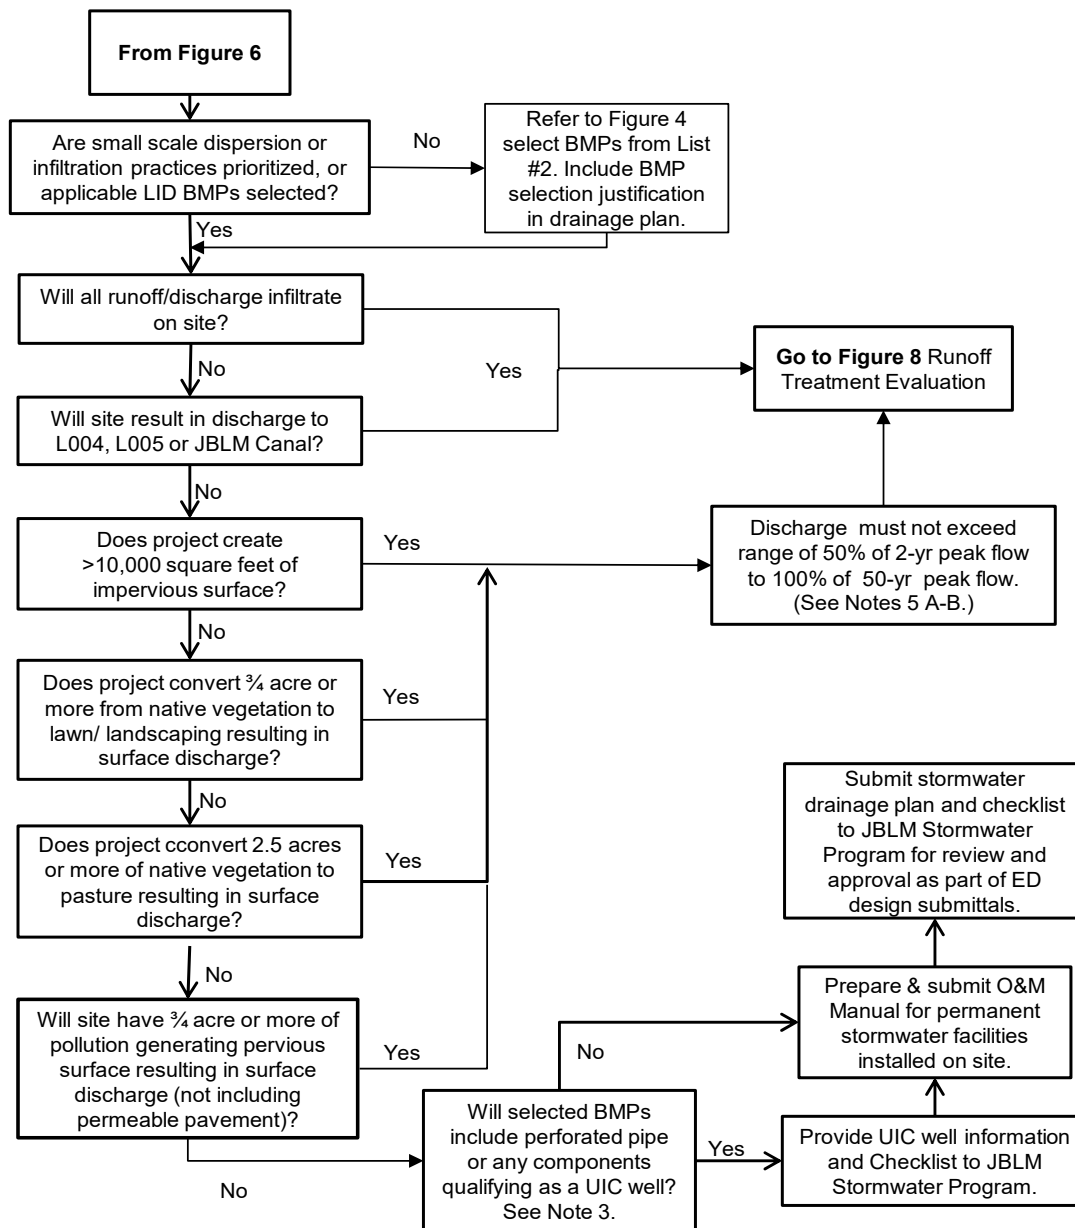 From Figure 6
Are small scale dispersion or
infiltration practices prioritized, or
applicable LID BMPs selected?
No
Refer to Figure 4
select BMPs from List
#2. Include BMP
selection justification
in drainage plan.
Yes
Will all runoff/discharge infiltrate
on site?
Yes
Go to Figure 8 Runoff
Treatment Evaluation
No
Will site result in discharge to
L004, L005 or JBLM Canal?
No
Does project create
>10,000 square feet of
impervious surface?
Yes
Discharge must not exceed
range of 50% of 2-yr peak flow
to 100% of 50-yr peak flow.
(See Notes 5 A-B.)
No
Does project convert ¾ acre or
more from native vegetation to
lawn/ landscaping resulting in
surface discharge?
Yes
No
Does project cconvert 2.5 acres
or more of native vegetation to
pasture resulting in surface
discharge?
Yes
No
Will site have ¾ acre or more of
pollution generating pervious
surface resulting in surface
discharge (not including
permeable pavement)?
Yes
No
Will selected BMPs
include perforated pipe
or any components
qualifying as a UIC well?
See Note 3.
No
Yes
Provide UIC well information
and Checklist to JBLM
Stormwater Program.
Prepare & submit O&M
Manual for permanent
stormwater facilities
installed on site.
Submit stormwater
drainage plan and checklist
to JBLM Stormwater
Program for review and
approval as part of ED
design submittals.